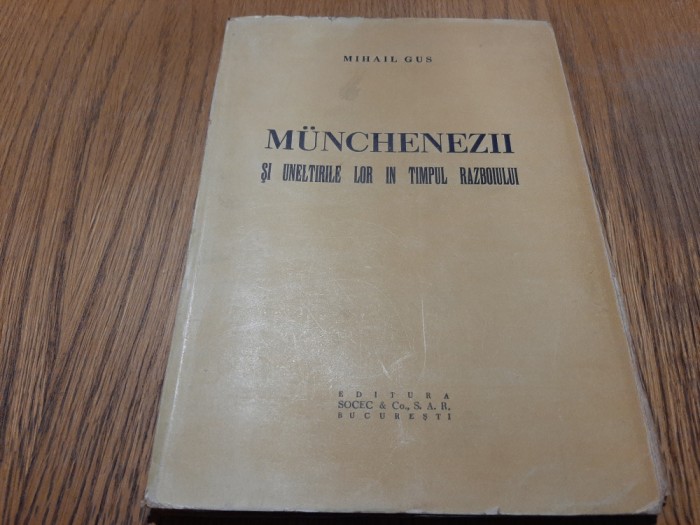 MIHAIL GUS
MÜNCHENEZII
ŞI UNELTIRILE LOR IN TIMPUL RAZBOIULUI
EDITURA
SOCEC & Co., S. A. R.
BUCUREŞTI